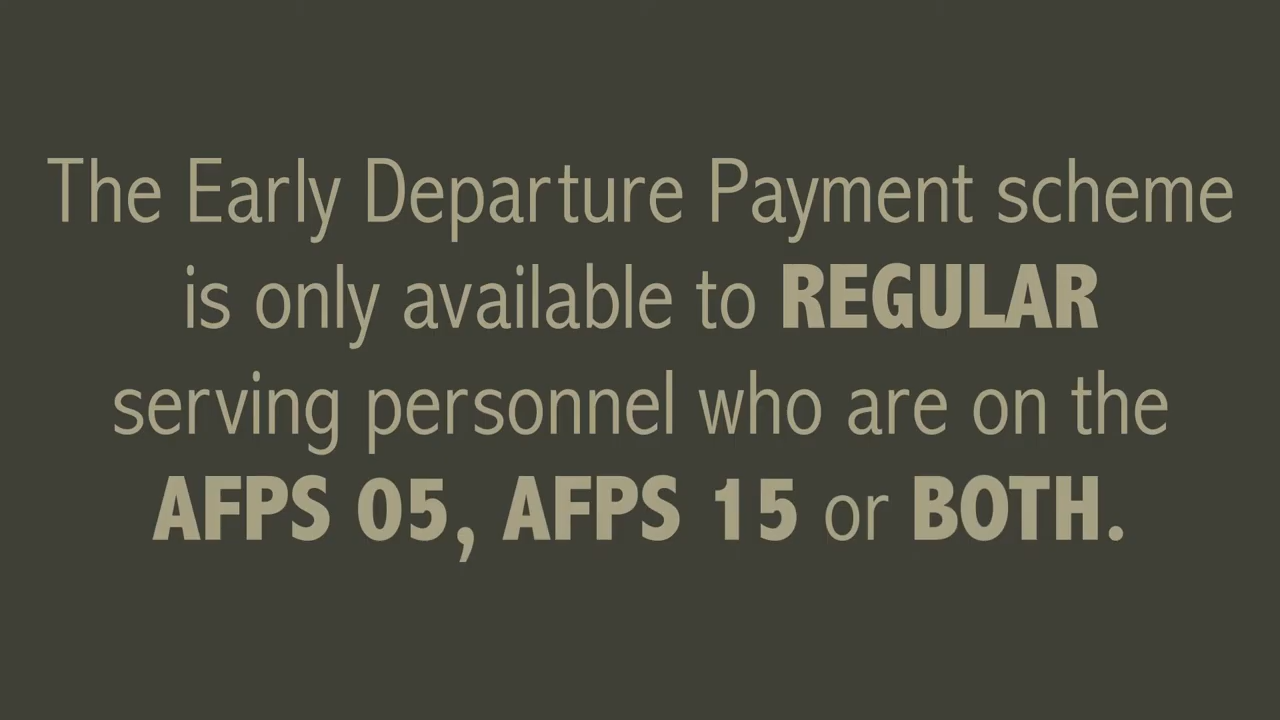 The Early Departure Payment scheme
is only available to REGULAR
serving personnel who are on the
AFPS 05, AFPS 15 or BOTH.